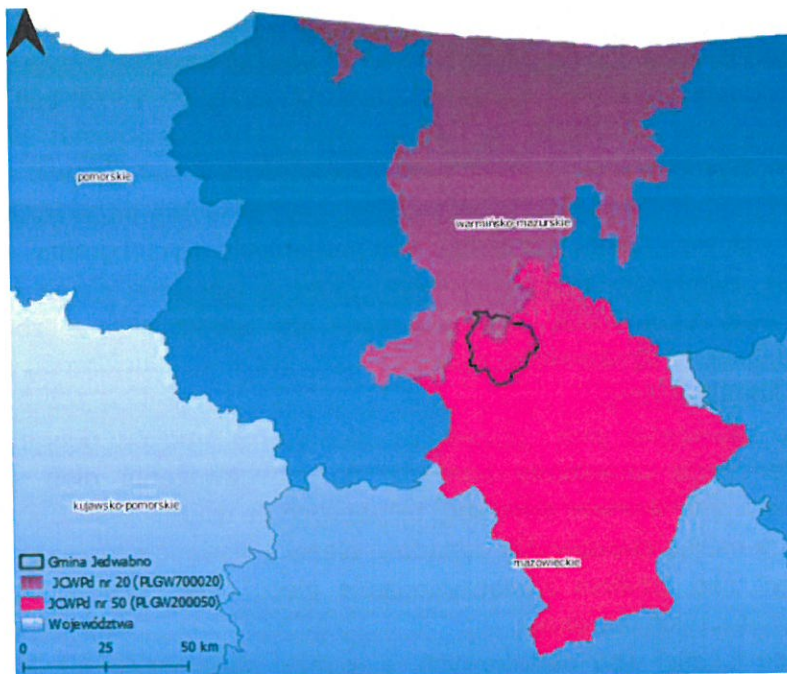 pomorskie
warmińsko-mazurskie
kujawsko-pomorskie
mazowieckie
Gmina Jedwabno
JCWPd nr 20 (PLGW700020)
JCWPd nr 50 (PLGW200050)
Województwa
0 25 50 km